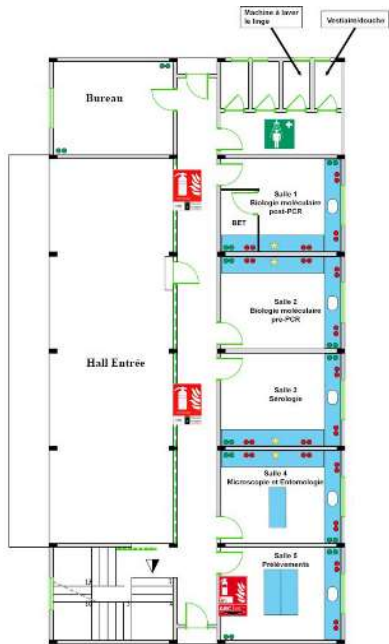 Machine à laver
le linge
Vestiaire/douche
Bureau
Salle 1
Biologie moléculaire
post-PCR
BET
Salle 2
Biologie moléculaire
pre-PCR
Hall Entrée
Salle 3
Sérologie
Salle 4
Microscopie et Entomologie
Salle 5
Prélèvements